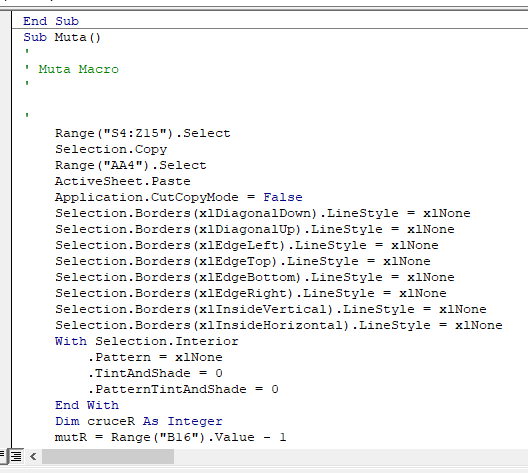 End Sub
Sub Muta()
'
' Muta Macro
'
'
Range("S4:Z15").Select
Selection.Copy
Range("AA4").Select
ActiveSheet.Paste
Application.CutCopyMode = False
Selection.Borders(xlDiagonalDown).LineStyle = xlNone
Selection.Borders(xlDiagonalUp).LineStyle = xlNone
Selection.Borders(xlEdgeLeft).LineStyle = xlNone
Selection.Borders(xlEdgeTop).LineStyle = xlNone
Selection.Borders(xlEdgeBottom).LineStyle = xlNone
Selection.Borders(xlEdgeRight).LineStyle = xlNone
Selection.Borders(xlInsideVertical).LineStyle = xlNone
Selection.Borders(xlInsideHorizontal).LineStyle = xlNone
With Selection.Interior
.Pattern = xlNone
.TintAndShade = 0
.PatternTintAndShade = 0
End With
Dim cruceR As Integer
mutR = Range("B16").Value - 1